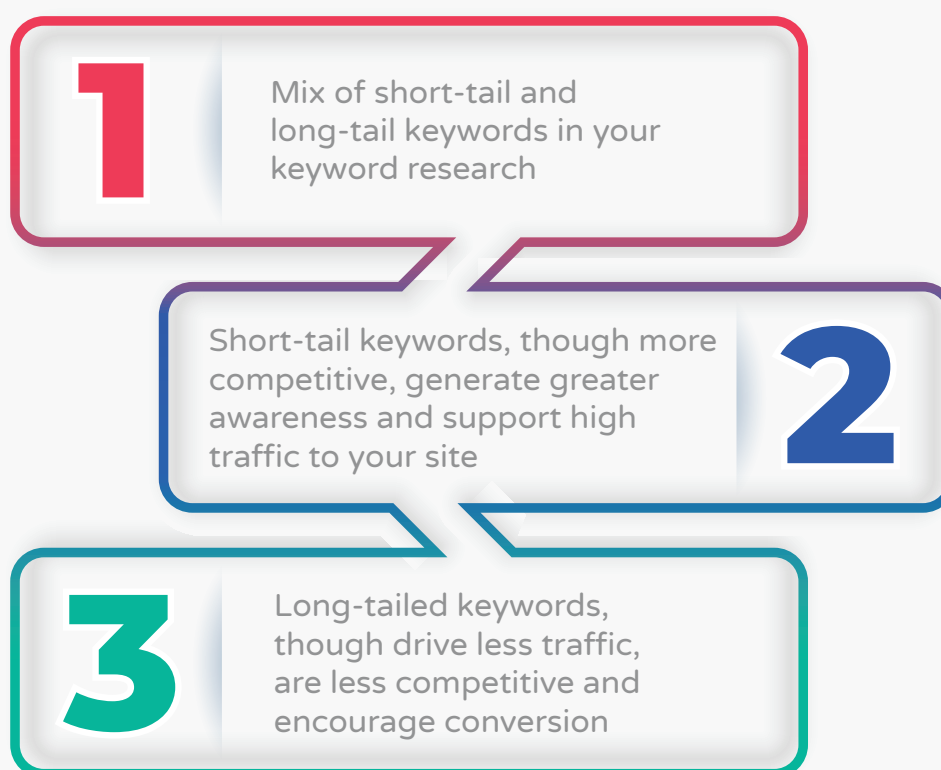 1
Mix of short-tail and
long-tail keywords in your
keyword research
Short-tail keywords, though more
competitive, generate greater
awareness and support high
traffic to your site
2
3
Long-tailed keywords,
though drive less traffic,
are less competitive and
encourage conversion